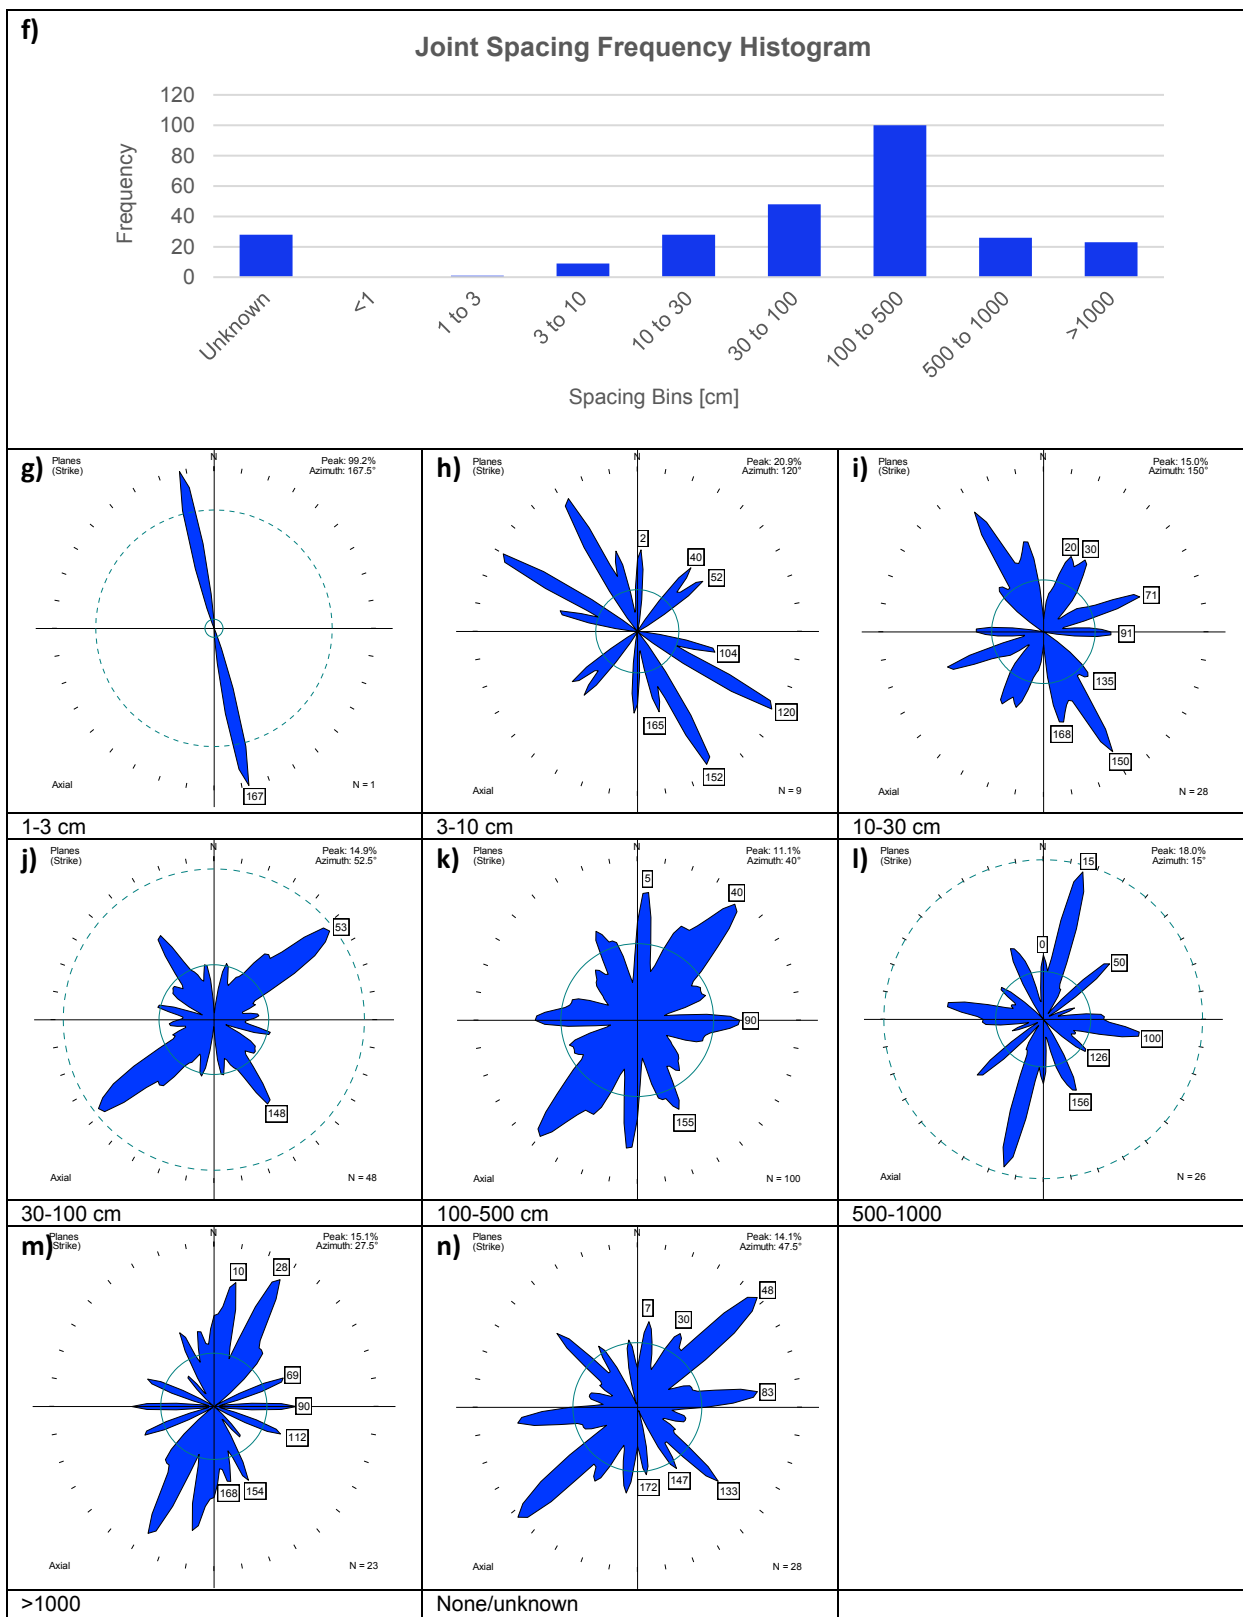 f)
Joint Spacing Frequency Histogram
120
100
80
60
40
20
0
Frequency
Unknown
<1
1 to 3
3 to 10
10 to 30
30 to 100
100 to 500
500 to 1000
>1000
Spacing Bins [cm]
g)
Planes
(Strike)
N
Peak: 99.2%
Azimuth: 167.5°
167
Axial
N = 1
1-3 cm
h)
Planes
(Strike)
N
Peak: 20.9%
Azimuth: 120°
2
40
52
104
120
165
152
Axial
N = 9
3-10 cm
i)
Planes
(Strike)
N
Peak: 15.0%
Azimuth: 150°
20
30
71
91
135
168
150
Axial
N = 28
10-30 cm
j)
Planes
(Strike)
N
Peak: 14.9%
Azimuth: 52.5°
53
148
Axial
N = 48
30-100 cm
k)
Planes
(Strike)
N
Peak: 11.1%
Azimuth: 40°
5
40
90
155
Axial
N = 100
100-500 cm
l)
Planes
(Strike)
N
Peak: 18.0%
Azimuth: 15°
15
0
50
100
126
156
Axial
N = 26
500-1000
m)
Planes
(Strike)
N
Peak: 15.1%
Azimuth: 27.5°
10
28
69
90
112
168
154
Axial
N = 23
>1000
n)
Planes
(Strike)
N
Peak: 14.1%
Azimuth: 47.5°
7
30
48
83
172
147
133
Axial
N = 28
None/unknown